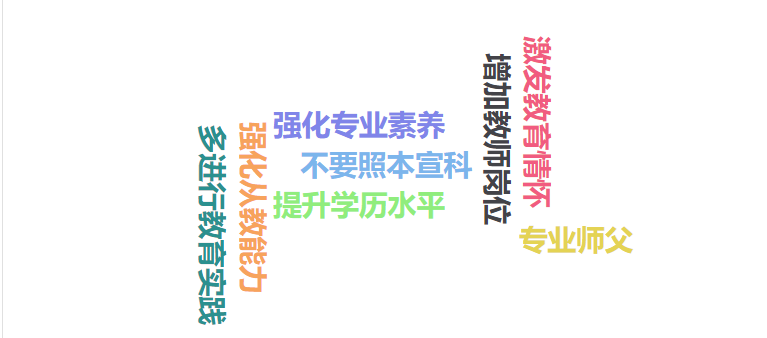 多进行教育实践
强化从教能力
强化专业素养
不要照本宣科
提升学历水平
增加教师岗位
激发教育情怀
专业师父